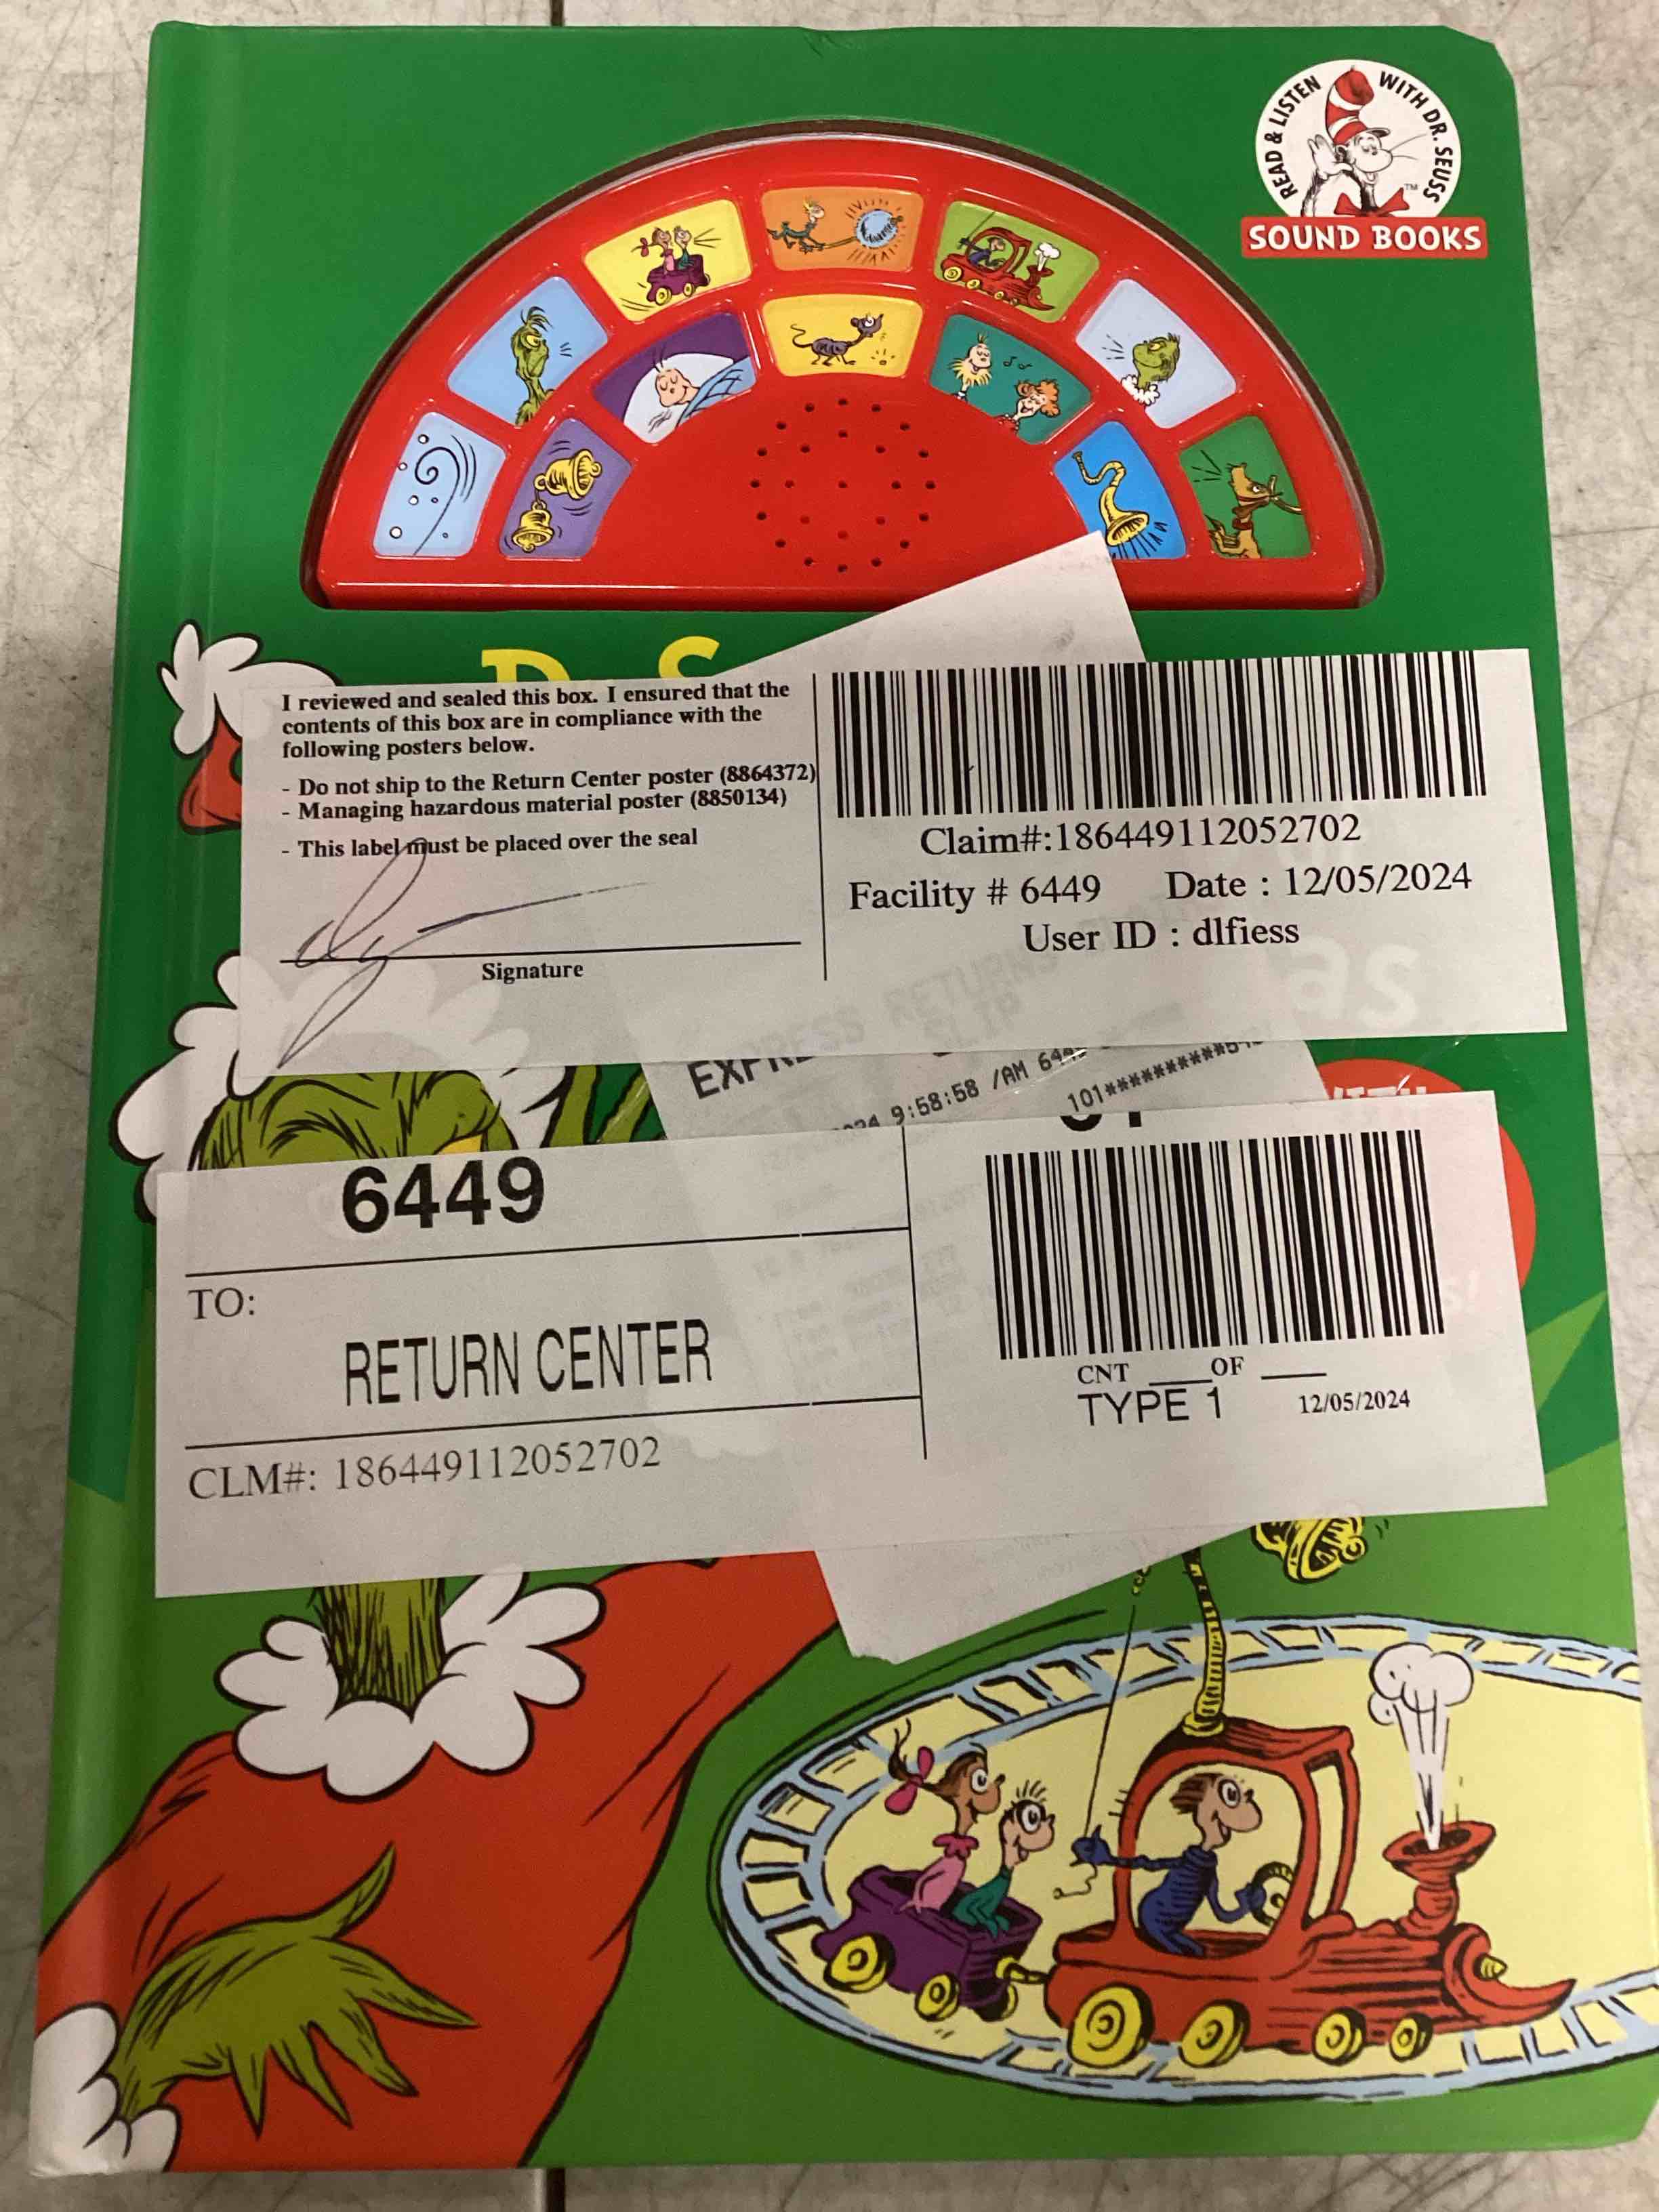 READ & LISTEN WITH DR. SEUSS
TM
SOUND BOOKS
I reviewed and sealed this box. I ensured that the
contents of this box are in compliance with the
following posters below.
- Do not ship to the Return Center poster (8864372)
- Managing hazardous material poster (8850134)
- This label must be placed over the seal
Signature
Claim#:186449112052702
Facility # 6449 Date : 12/05/2024
User ID : dlfiess
as
EXPRESS RETURNS
SLIP
9:58:58 /AM
101**********
6449
TO:
RETURN CENTER
CLM#: 186449112052702
CNT ____OF ____
TYPE 1 12/05/2024